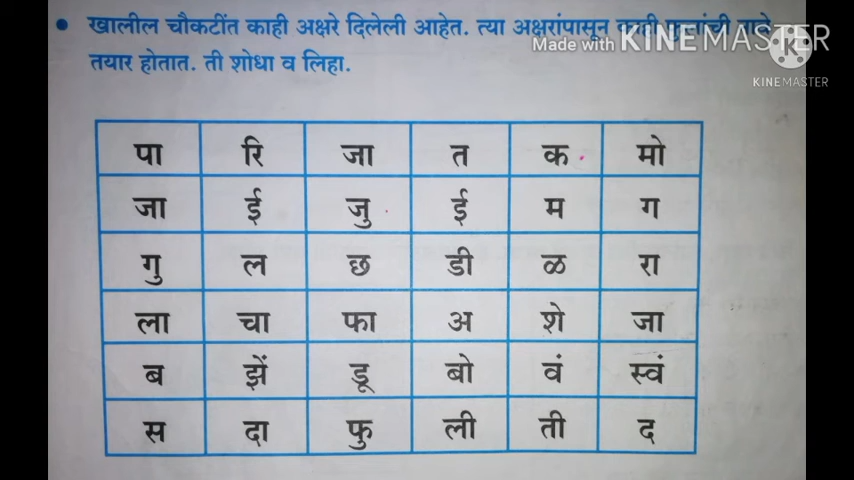 खालील चौकटींत काही अक्षरे दिलेली आहेत. त्या अक्षरांपासून काही
Made with KINEMASTER
KINEMASTER
तयार होतात. ती शोधा व लिहा.
पा रि जा त क मो
जा ई जु ई म ग
गु ल छ डी ळ रा
ला चा फा अ शे जा
ब झें डू बो वं स्वं
स दा फु ली ती द